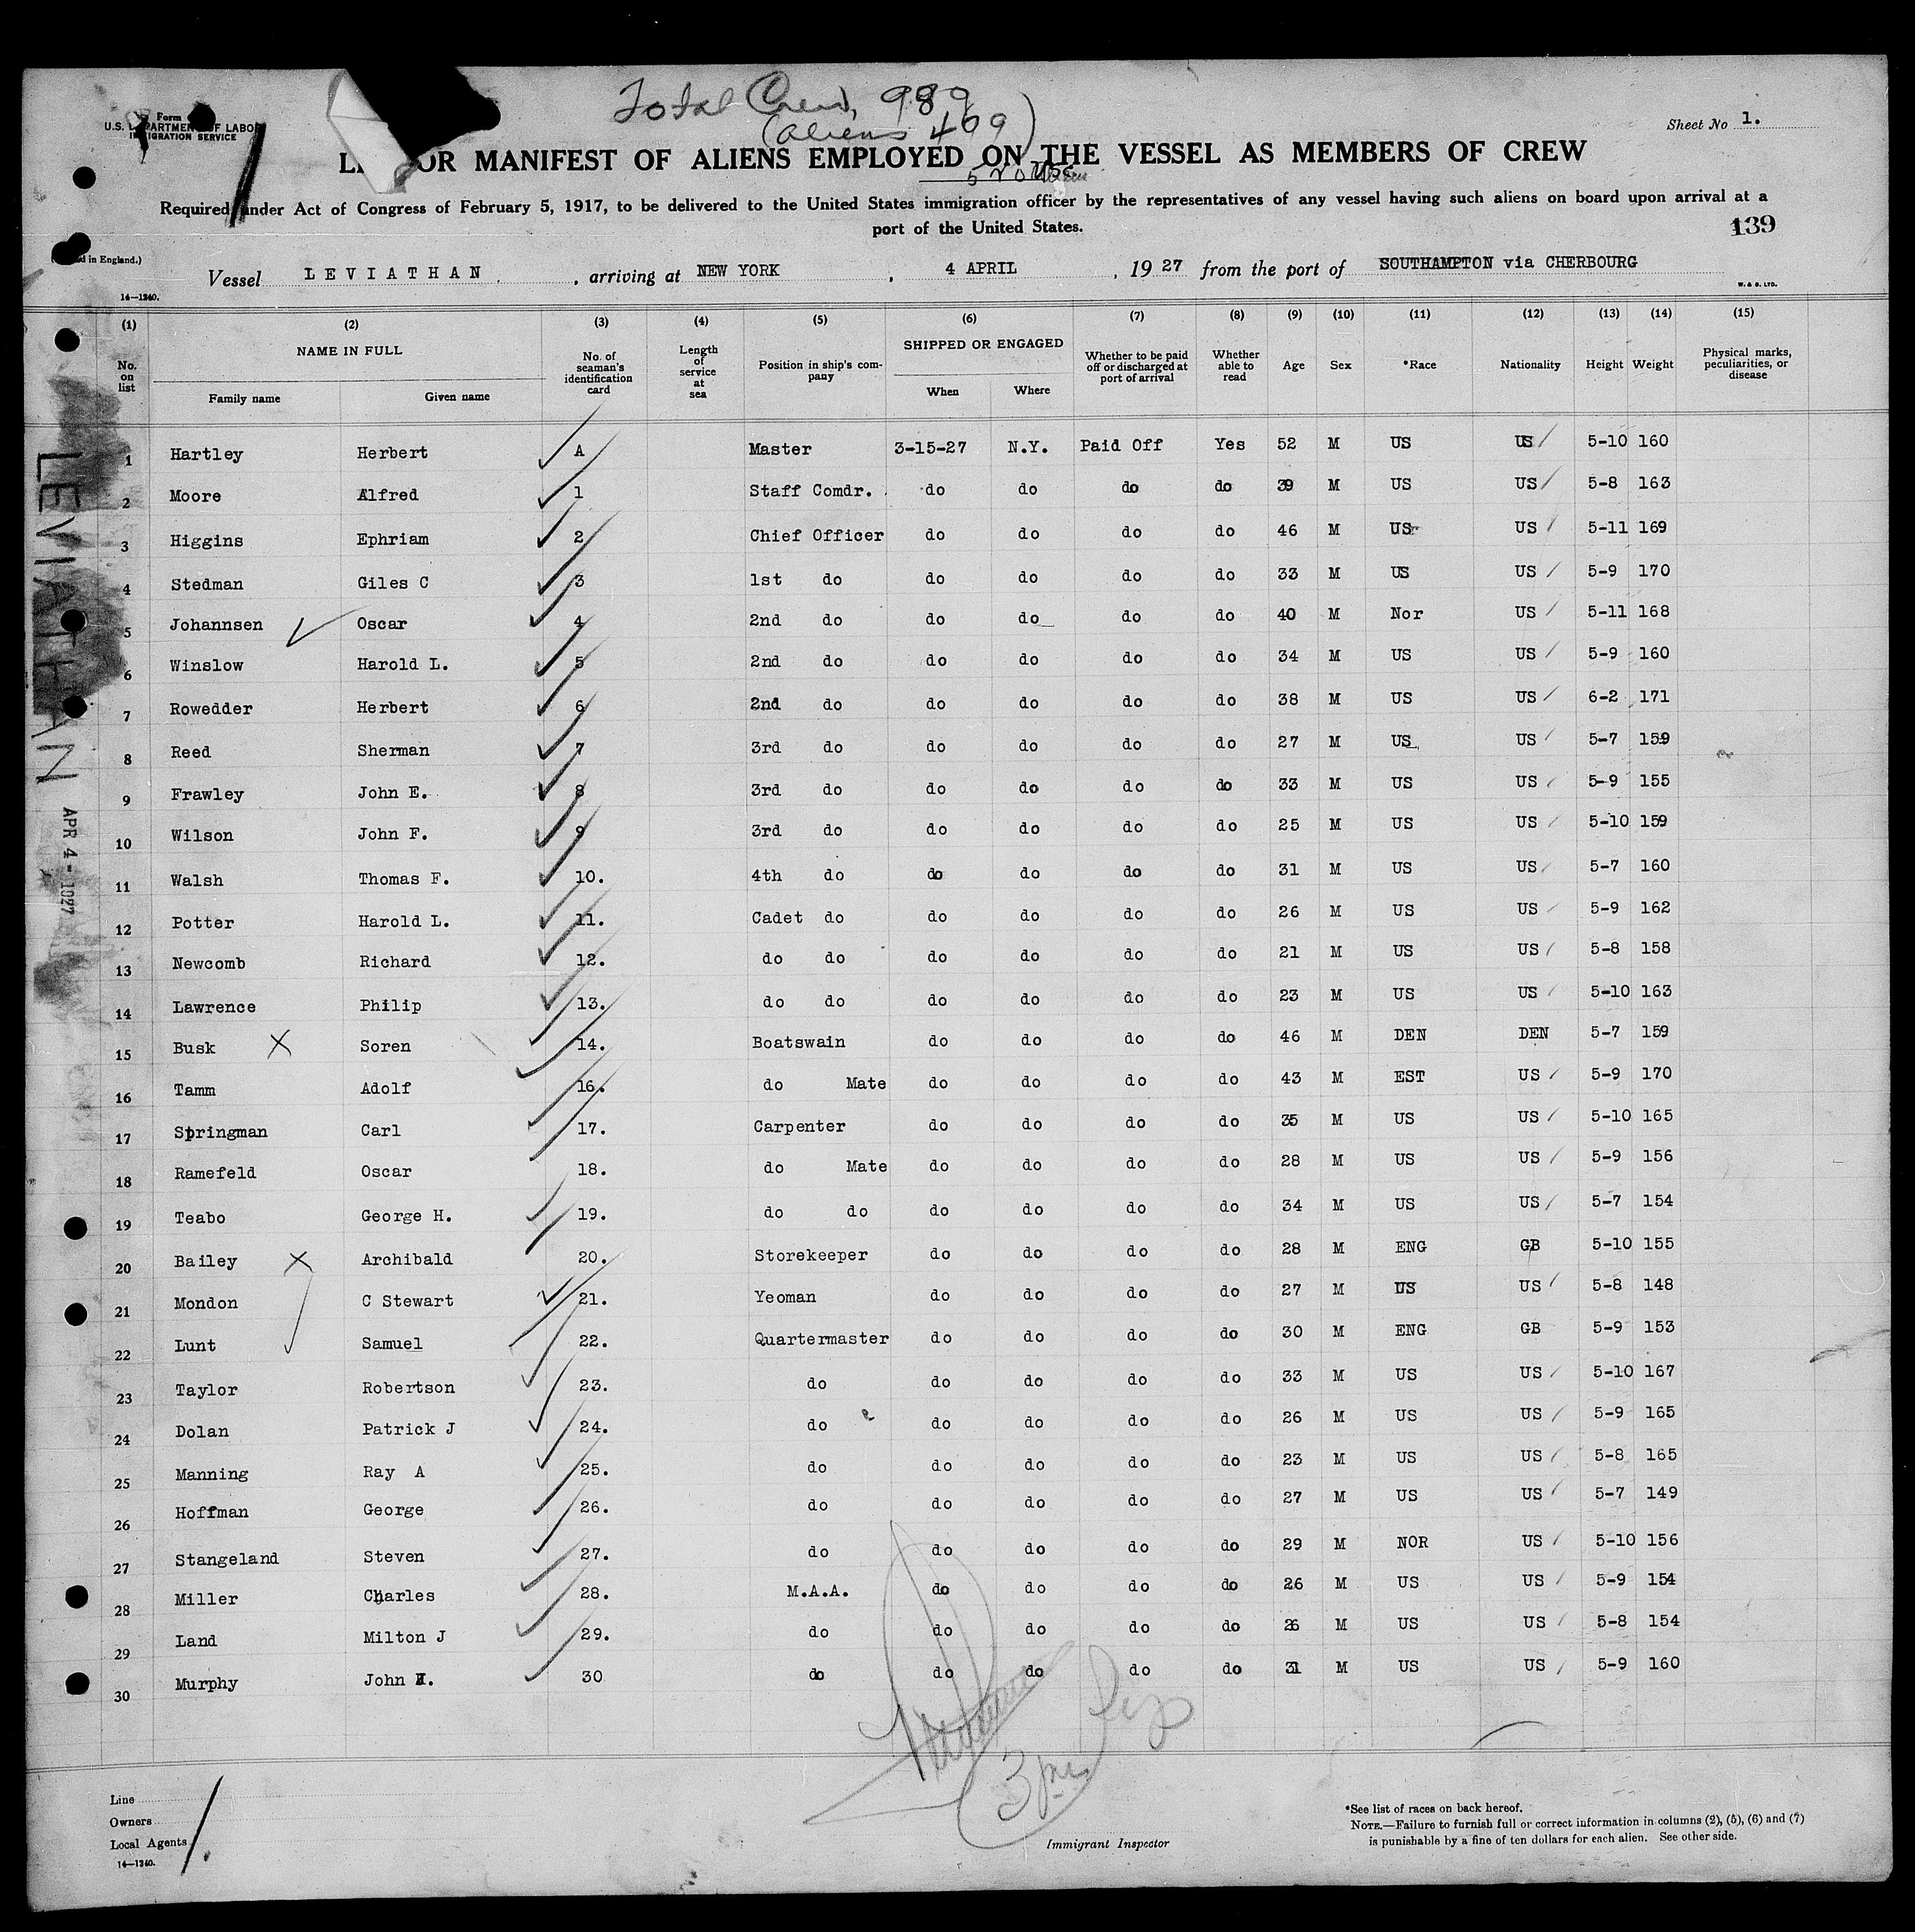 Total Crew, 989
(aliens 469)
Form
U.S. DEPARTMENT OF LABOR
IMMIGRATION SERVICE
Sheet No 1.
OR MANIFEST OF ALIENS EMPLOYED ON THE VESSEL AS MEMBERS OF CREW
520 USC
Required under Act of Congress of February 5, 1917, to be delivered to the United States immigration officer by the representatives of any vessel having such aliens on board upon arrival at a
port of the United States.
139
d in England.)
Vessel LEVIATHAN, arriving at NEW YORK, 4 APRIL, 1927 from the port of SOUTHAMPTON via CHERBOURG
14—1240.
W. & S. LTD.
(1) (2) (3) (4) (5) (6) (7) (8) (9) (10) (11) (12) (13) (14) (15)
No. on list NAME IN FULL Family name Given name No. of seaman's identification card Length of service at sea Position in ship's company SHIPPED OR ENGAGED When Where Whether to be paid off or discharged at port of arrival Whether able to read Age Sex *Race Nationality Height Weight Physical marks, peculiarities, or disease
1 Hartley Herbert A Master 3-15-27 N.Y. Paid Off Yes 52 M US US 5-10 160
2 Moore Alfred 1 Staff Comdr. do do do do 39 M US US 5-8 163
3 Higgins Ephriam 2 Chief Officer do do do do 46 M US US 5-11 169
4 Stedman Giles C 3 1st do do do do do 33 M US US 5-9 170
5 Johannsen Oscar 4 2nd do do do do do 40 M Nor US 5-11 168
6 Winslow Harold L. 5 2nd do do do do do 34 M US US 5-9 160
7 Rowedder Herbert 6 2nd do do do do do 38 M US US 6-2 171
8 Reed Sherman 7 3rd do do do do do 27 M US US 5-7 159
9 Frawley John E. 8 3rd do do do do do 33 M US US 5-9 155
10 Wilson John F. 9 3rd do do do do do 25 M US US 5-10 159
11 Walsh Thomas F. 10. 4th do do do do do 31 M US US 5-7 160
12 Potter Harold L. 11. Cadet do do do do do 26 M US US 5-9 162
13 Newcomb Richard 12. do do do do do do 21 M US US 5-8 158
14 Lawrence Philip 13. do do do do do do 23 M US US 5-10 163
15 Busk Soren 14. Boatswain do do do do 46 M DEN DEN 5-7 159
16 Tamm Adolf 16. do Mate do do do do 43 M EST US 5-9 170
17 Springman Carl 17. Carpenter do do do do 35 M US US 5-10 165
18 Ramefeld Oscar 18. do Mate do do do do 28 M US US 5-9 156
19 Teabo George H. 19. do do do do do do 34 M US US 5-7 154
20 Bailey Archibald 20. Storekeeper do do do do 28 M ENG GB 5-10 155
21 Mondon C Stewart 21. Yeoman do do do do 27 M US US 5-8 148
22 Lunt Samuel 22. Quartermaster do do do do 30 M ENG GB 5-9 153
23 Taylor Robertson 23. do do do do do 33 M US US 5-10 167
24 Dolan Patrick J 24. do do do do do 26 M US US 5-9 165
25 Manning Ray A 25. do do do do do 23 M US US 5-8 165
26 Hoffman George 26. do do do do do 27 M US US 5-7 149
27 Stangeland Steven 27. do do do do do 29 M NOR US 5-10 156
28 Miller Charles 28. M.A.A. do do do do 26 M US US 5-9 154
29 Land Milton J 29. do do do do do 26 M US US 5-8 154
30 Murphy John 30 do do do do do 31 M US US 5-9 160
LEVIATHAN
APR 4 - 1927
3 pm
Line
Owners
Local Agents
14—1240.
Immigrant Inspector
*See list of races on back hereof.
NOTE.—Failure to furnish full or correct information in columns (2), (5), (6) and (7)
is punishable by a fine of ten dollars for each alien. See other side.